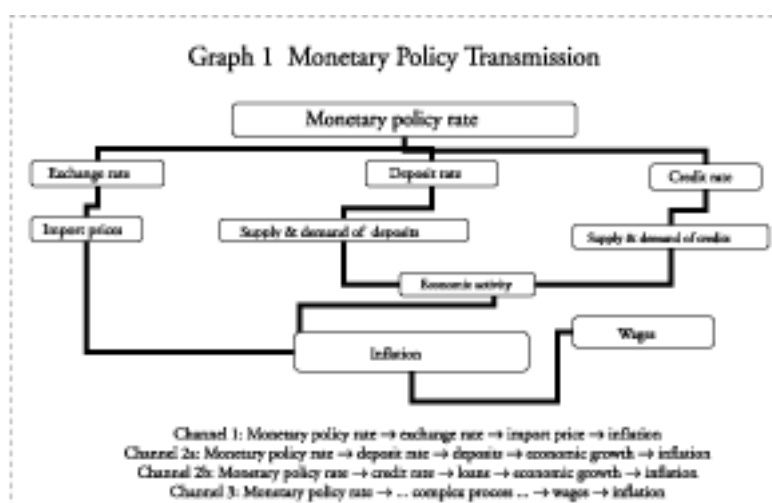 Graph 1 Monetary Policy Transmission
Monetary policy rate
Exchange rate
Deposit rate
Credit rate
Import prices
Supply & demand of deposits
Supply & demand of credits
Economic activity
Inflation
Wages
Channel 1: Monetary policy rate → exchange rate → import price → inflation
Channel 2a: Monetary policy rate → deposit rate → deposits → economic growth → inflation
Channel 2b: Monetary policy rate → credit rate → loans → economic growth → inflation
Channel 3: Monetary policy rate → ... complex process ... → wages → inflation